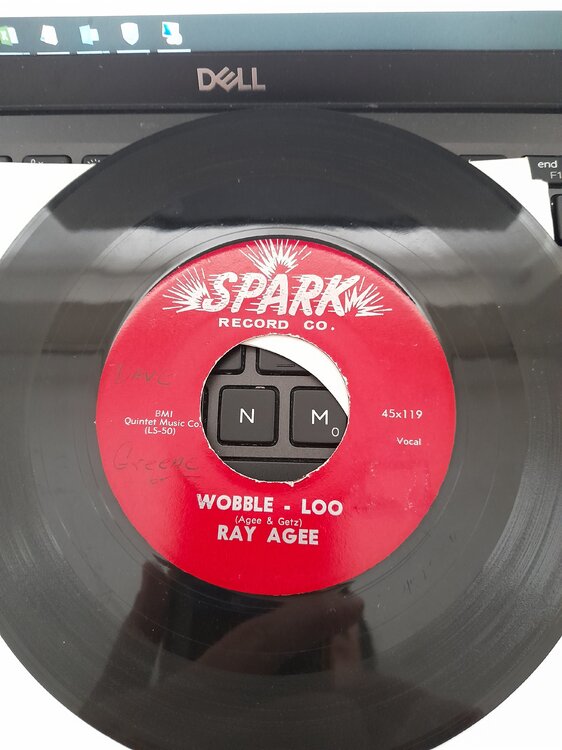 DELL
end
F1
SPARK
RECORD CO.
BMI
Quintet Music Co.
(LS-50)
45x119
Vocal
N
M
0
WOBBLE - LOO
(Agee & Getz)
RAY AGEE